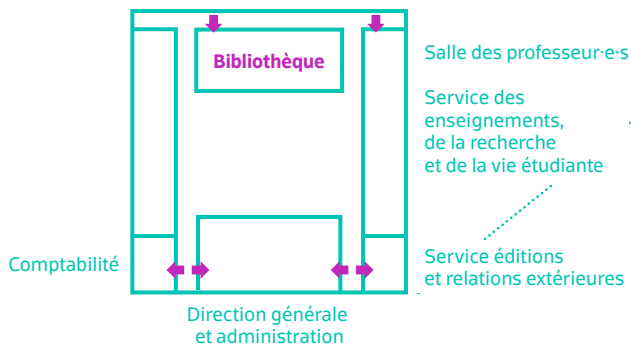 Bibliothèque
Salle des professeur·e·s
Service des
enseignements,
de la recherche
et de la vie étudiante
Comptabilité
Service éditions
et relations extérieures
Direction générale
et administration